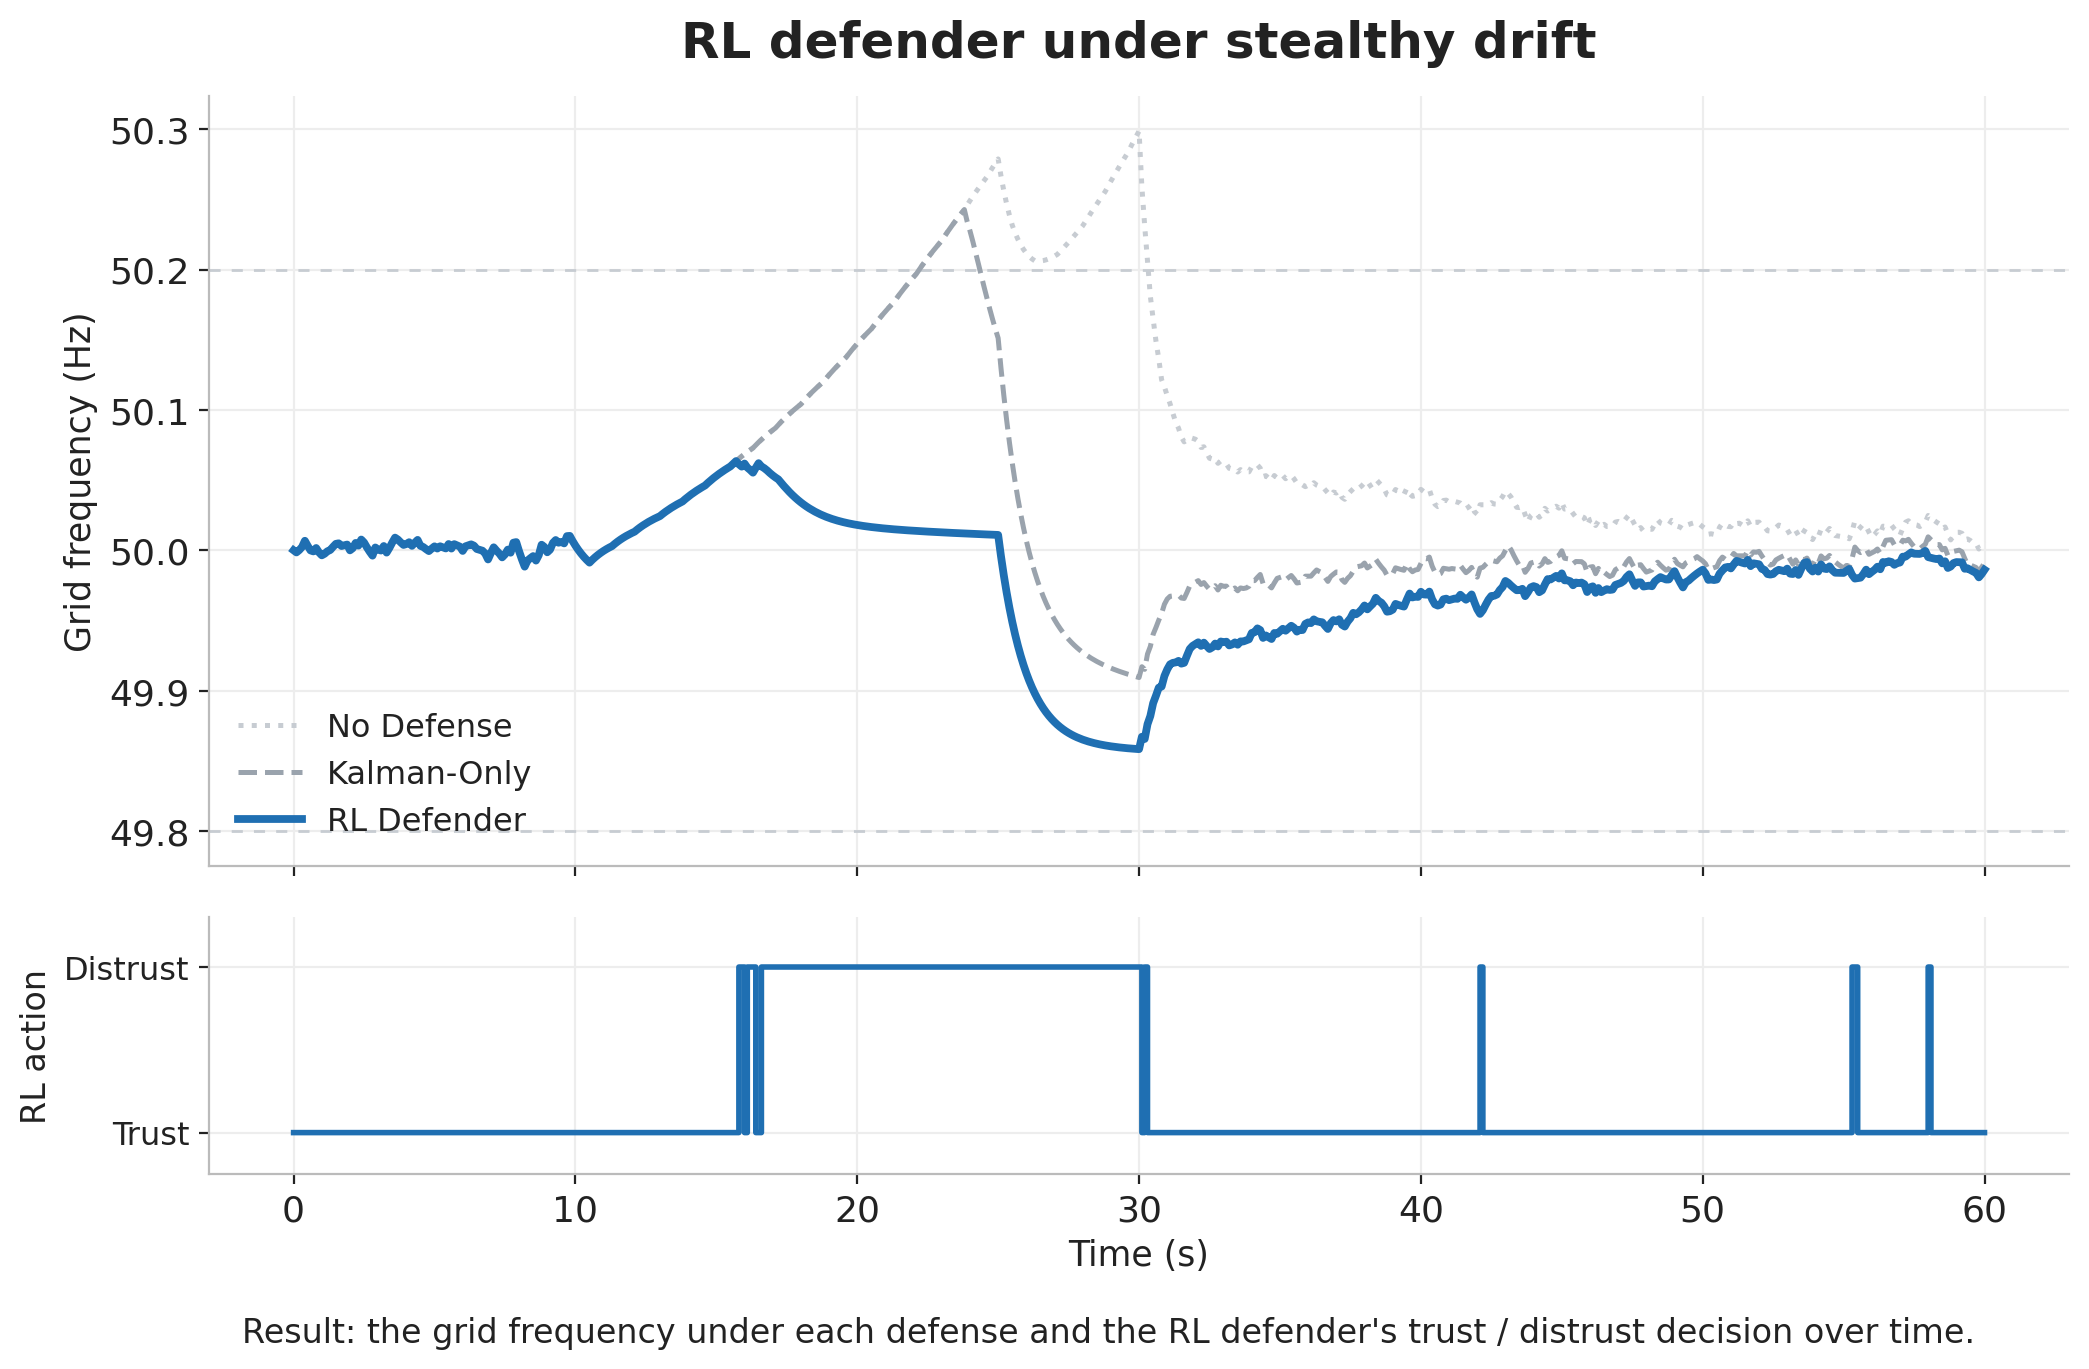 RL defender under stealthy drift
50.3
50.2
50.1
50.0
49.9
49.8
Grid frequency (Hz)
No Defense
Kalman-Only
RL Defender
Distrust
Trust
RL action
0 10 20 30 40 50 60
Time (s)
Result: the grid frequency under each defense and the RL defender's trust / distrust decision over time.